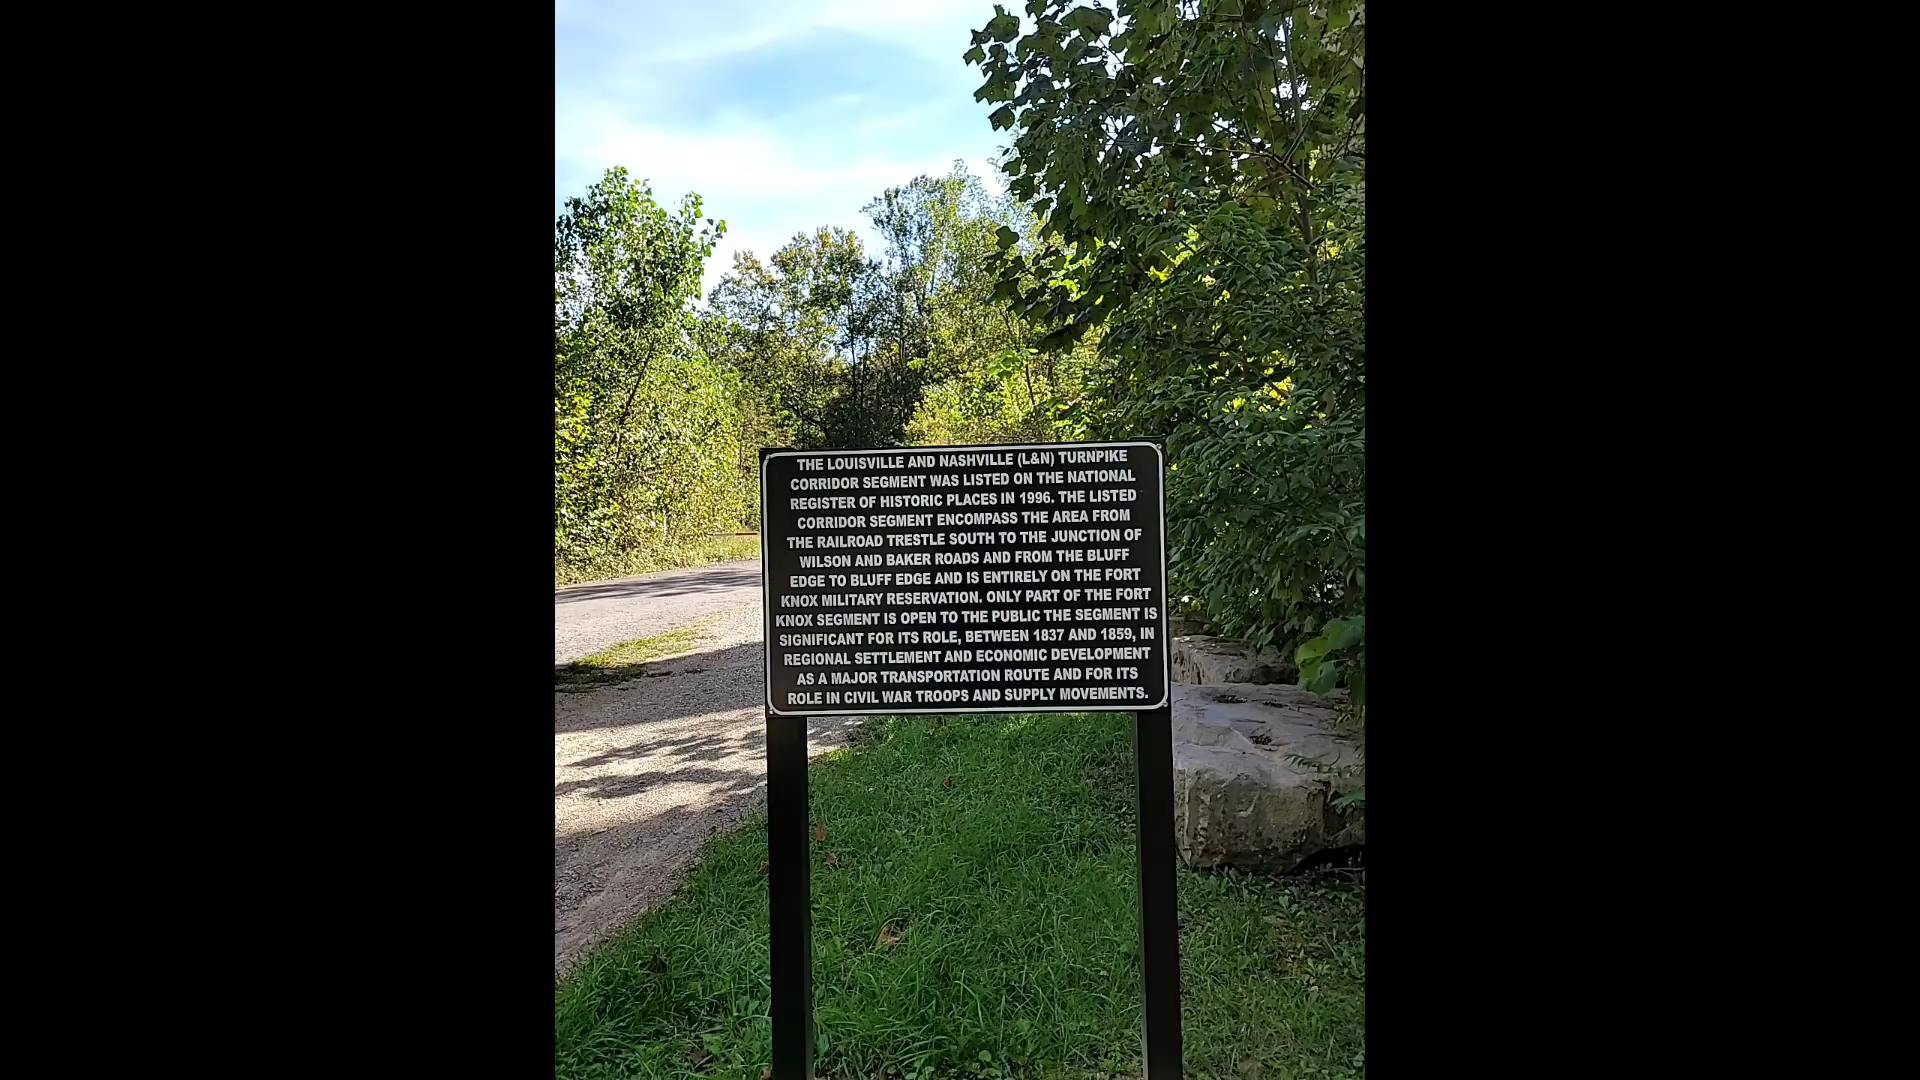 THE LOUISVILLE AND NASHVILLE (L&N) TURNPIKE
CORRIDOR SEGMENT WAS LISTED ON THE NATIONAL
REGISTER OF HISTORIC PLACES IN 1996. THE LISTED
CORRIDOR SEGMENT ENCOMPASS THE AREA FROM
THE RAILROAD TRESTLE SOUTH TO THE JUNCTION OF
WILSON AND BAKER ROADS AND FROM THE BLUFF
EDGE TO BLUFF EDGE AND IS ENTIRELY ON THE FORT
KNOX MILITARY RESERVATION. ONLY PART OF THE FORT
KNOX SEGMENT IS OPEN TO THE PUBLIC THE SEGMENT IS
SIGNIFICANT FOR ITS ROLE, BETWEEN 1837 AND 1859, IN
REGIONAL SETTLEMENT AND ECONOMIC DEVELOPMENT
AS A MAJOR TRANSPORTATION ROUTE AND FOR ITS
ROLE IN CIVIL WAR TROOPS AND SUPPLY MOVEMENTS.